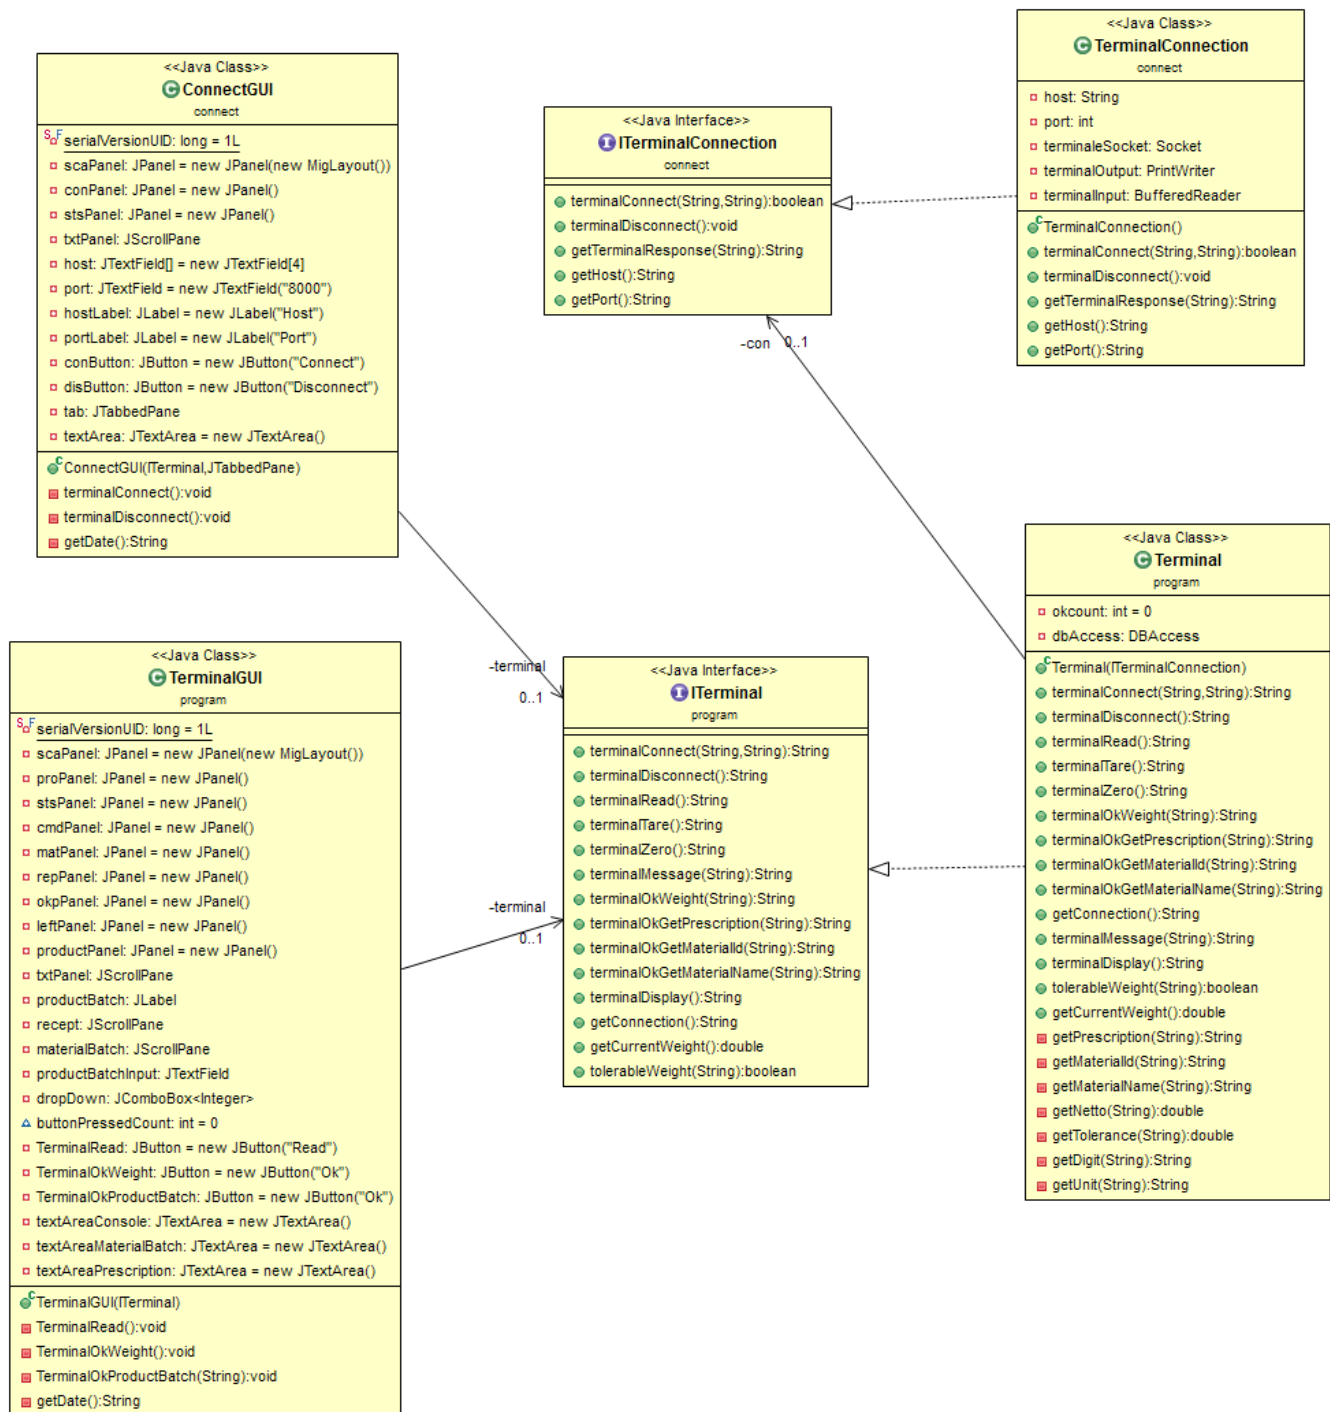 <<Java Class>>
ConnectGUI
connect
serialVersionUID: long = 1L
scaPanel: JPanel = new JPanel(new MigLayout())
conPanel: JPanel = new JPanel()
stsPanel: JPanel = new JPanel()
txtPanel: JScrollPane
host: JTextField[] = new JTextField[4]
port: JTextField = new JTextField("8000")
hostLabel: JLabel = new JLabel("Host")
portLabel: JLabel = new JLabel("Port")
conButton: JButton = new JButton("Connect")
disButton: JButton = new JButton("Disconnect")
tab: JTabbedPane
textArea: JTextArea = new JTextArea()
ConnectGUI(ITerminal,JTabbedPane)
terminalConnect():void
terminalDisconnect():void
getDate():String
<<Java Interface>>
ITerminalConnection
connect
terminalConnect(String,String):boolean
terminalDisconnect():void
getTerminalResponse(String):String
getHost():String
getPort():String
<<Java Class>>
TerminalConnection
connect
host: String
port: int
terminaleSocket: Socket
terminalOutput: PrintWriter
terminalInput: BufferedReader
TerminalConnection()
terminalConnect(String,String):boolean
terminalDisconnect():void
getTerminalResponse(String):String
getHost():String
getPort():String
-con
0..1
<<Java Class>>
TerminalGUI
program
serialVersionUID: long = 1L
scaPanel: JPanel = new JPanel(new MigLayout())
proPanel: JPanel = new JPanel()
stsPanel: JPanel = new JPanel()
cmdPanel: JPanel = new JPanel()
matPanel: JPanel = new JPanel()
repPanel: JPanel = new JPanel()
okpPanel: JPanel = new JPanel()
leftPanel: JPanel = new JPanel()
productPanel: JPanel = new JPanel()
txtPanel: JScrollPane
productBatch: JLabel
recept: JScrollPane
materialBatch: JScrollPane
productBatchInput: JTextField
dropDown: JComboBox<Integer>
buttonPressedCount: int = 0
TerminalRead: JButton = new JButton("Read")
TerminalOkWeight: JButton = new JButton("Ok")
TerminalOkProductBatch: JButton = new JButton("Ok")
textAreaConsole: JTextArea = new JTextArea()
textAreaMaterialBatch: JTextArea = new JTextArea()
textAreaPrescription: JTextArea = new JTextArea()
TerminalGUI(ITerminal)
TerminalRead():void
TerminalOkWeight():void
TerminalOkProductBatch(String):void
getDate():String
-terminal
0..1
-terminal
0..1
<<Java Interface>>
ITerminal
program
terminalConnect(String,String):String
terminalDisconnect():String
terminalRead():String
terminalTare():String
terminalZero():String
terminalMessage(String):String
terminalOkWeight(String):String
terminalOkGetPrescription(String):String
terminalOkGetMaterialId(String):String
terminalOkGetMaterialName(String):String
terminalDisplay():String
getConnection():String
getCurrentWeight():double
tolerableWeight(String):boolean
<<Java Class>>
Terminal
program
okcount: int = 0
dbAccess: DBAccess
Terminal(ITerminalConnection)
terminalConnect(String,String):String
terminalDisconnect():String
terminalRead():String
terminalTare():String
terminalZero():String
terminalOkWeight(String):String
terminalOkGetPrescription(String):String
terminalOkGetMaterialId(String):String
terminalOkGetMaterialName(String):String
getConnection():String
terminalMessage(String):String
terminalDisplay():String
tolerableWeight(String):boolean
getCurrentWeight():double
getPrescription(String):String
getMaterialId(String):String
getMaterialName(String):String
getNetto(String):double
getTolerance(String):double
getDigit(String):String
getUnit(String):String